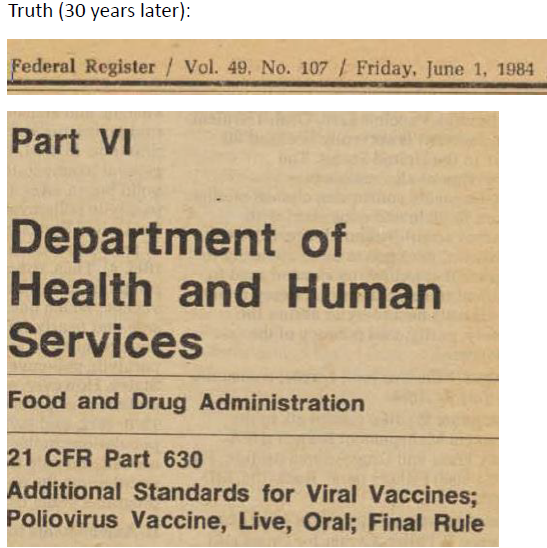 Truth (30 years later):
Federal Register / Vol. 49, No. 107 / Friday, June 1, 1984
Part VI
Department of
Health and Human
Services
Food and Drug Administration
21 CFR Part 630
Additional Standards for Viral Vaccines;
Poliovirus Vaccine, Live, Oral; Final Rule